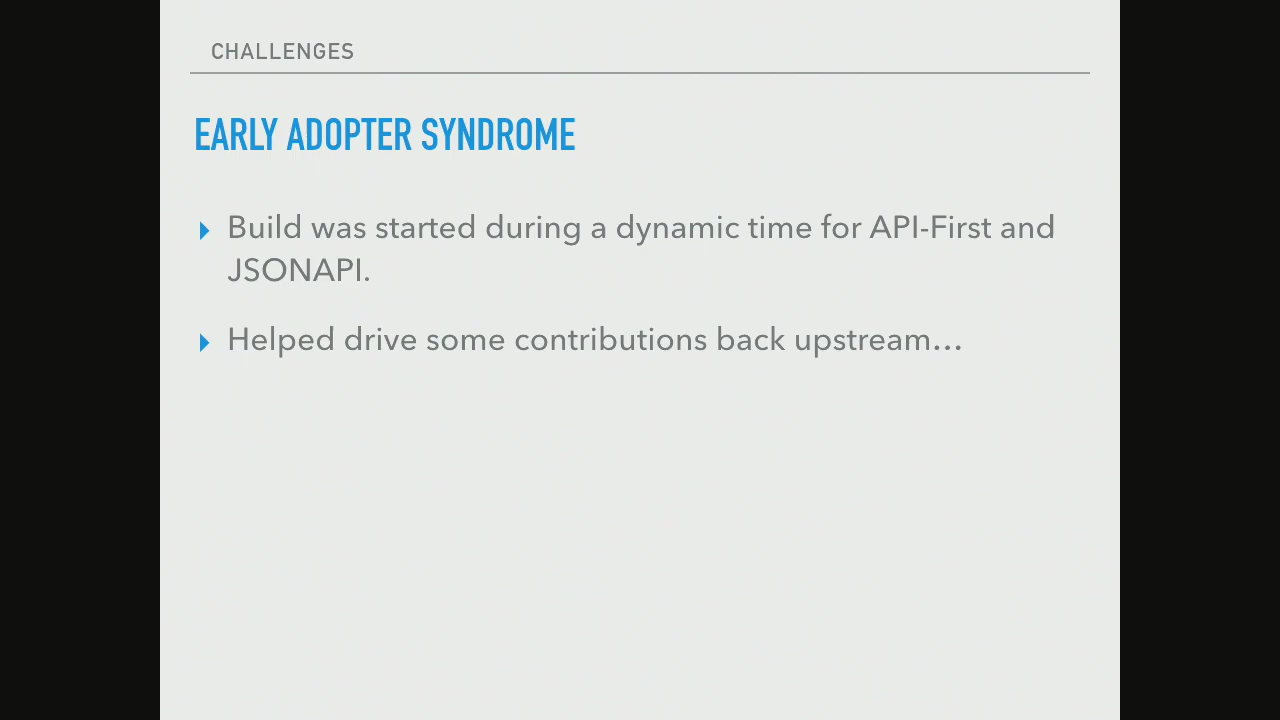 CHALLENGES
EARLY ADOPTER SYNDROME
Build was started during a dynamic time for API-First and
JSONAPI.
Helped drive some contributions back upstream…